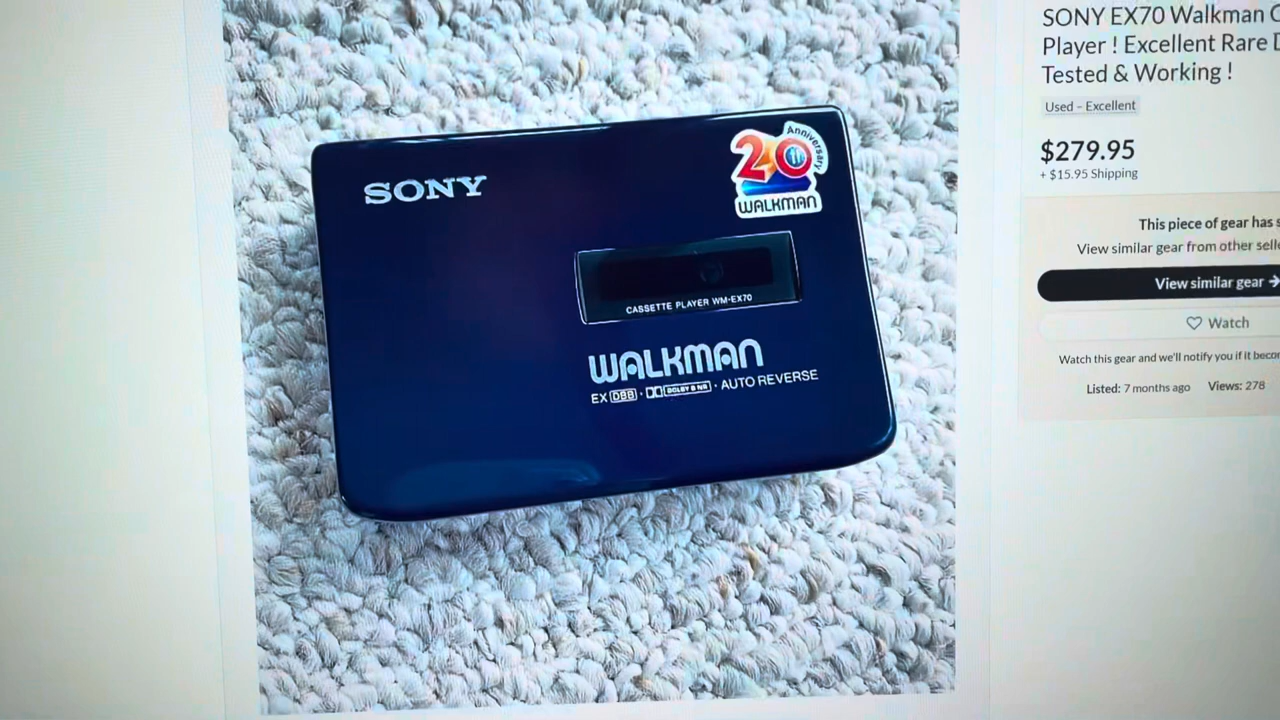 SONY
20th
Anniversary
WALKMAN
CASSETTE PLAYER WM-EX70
WALKMAN
EX DBB · DOLBY B NR · AUTO REVERSE
SONY EX70 Walkman C
Player ! Excellent Rare D
Tested & Working !
Used – Excellent
$279.95
+ $15.95 Shipping
This piece of gear has s
View similar gear from other selle
View similar gear →
Watch
Watch this gear and we'll notify you if it becom
Listed: 7 months ago Views: 278